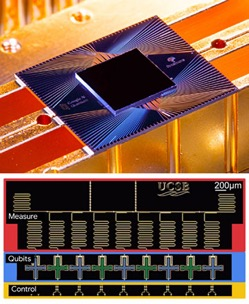 UCSB
200μm
Measure
Qubits
Control